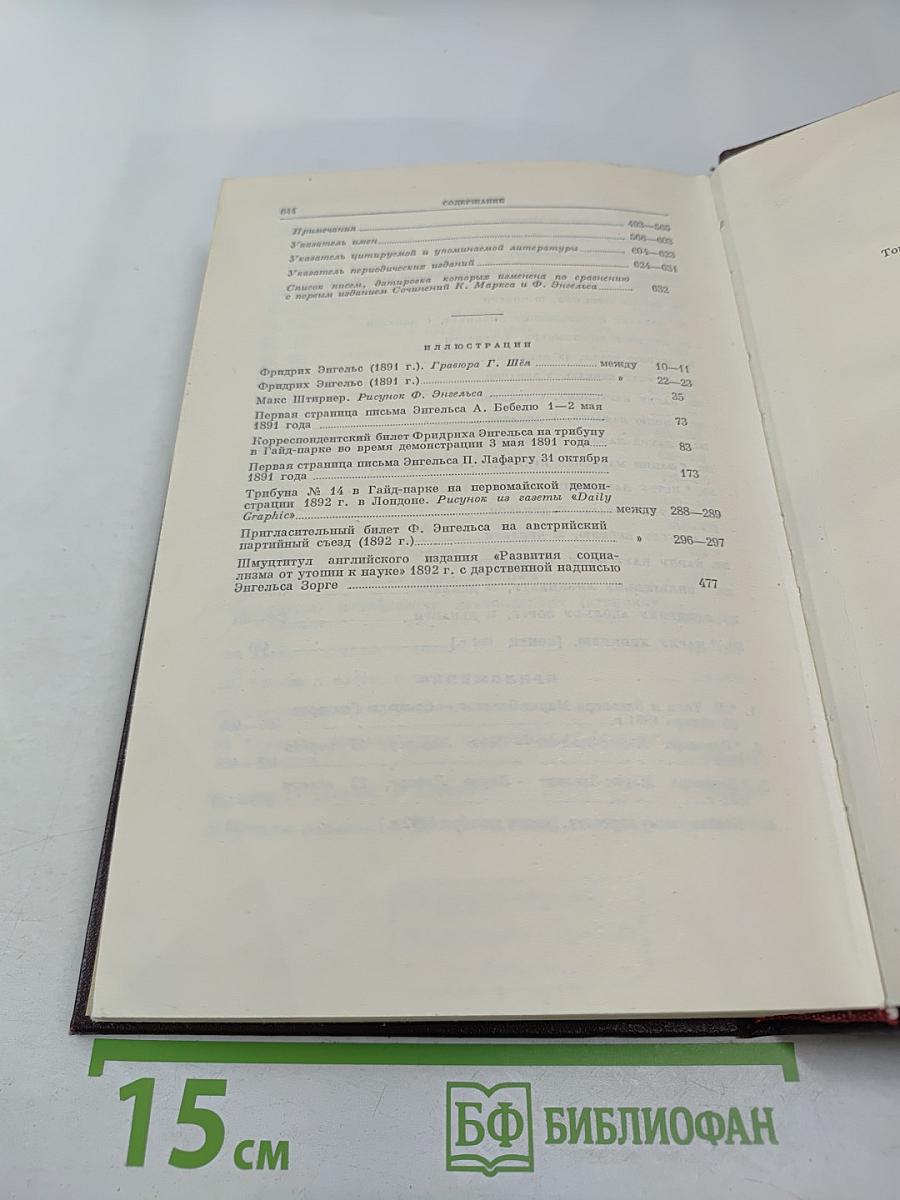 644 СОДЕРЖАНИЕ
Примечания 493—565
Указатель имен 566—603
Указатель цитируемой и упоминаемой литературы 604—623
Указатель периодических изданий 624—631
Список писем, датировка которых изменена по сравнению
с первым изданием Сочинений К. Маркса и Ф. Энгельса 632
ИЛЛЮСТРАЦИИ
Фридрих Энгельс (1891 г.). Гравюра Г. Шёя между 10—11
Фридрих Энгельс (1891 г.) » 22—23
Макс Штирнер. Рисунок Ф. Энгельса 35
Первая страница письма Энгельса А. Бебелю 1—2 мая
1891 года 73
Корреспондентский билет Фридриха Энгельса на трибуну
в Гайд-парке во время демонстрации 3 мая 1891 года 83
Первая страница письма Энгельса П. Лафаргу 31 октября
1891 года 173
Трибуна № 14 в Гайд-парке на первомайской демон-
страции 1892 г. в Лондоне. Рисунок из газеты «Daily
Graphic» между 288—289
Пригласительный билет Ф. Энгельса на австрийский
партийный съезд (1892 г.) » 296—297
Шмуцтитул английского издания «Развития социа-
лизма от утопии к науке» 1892 г. с дарственной надписью
Энгельса Зорге 477
15 см
БФ БИБЛИОФАН